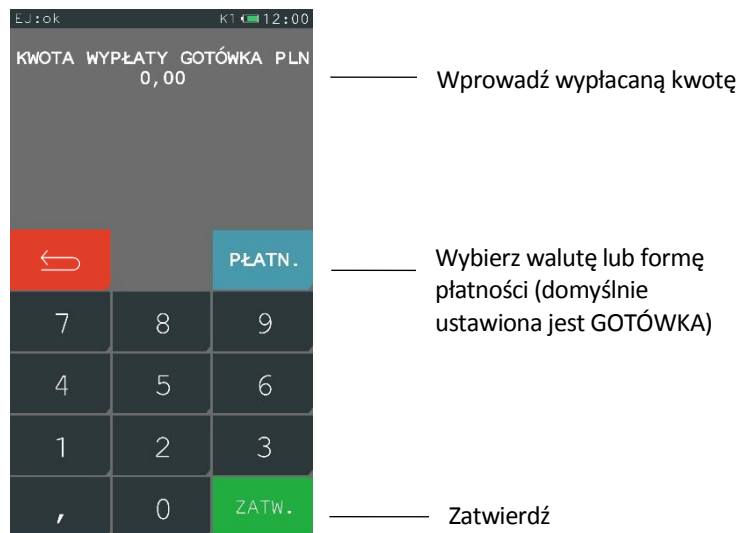 EJ:ok K1 12:00
KWOTA WYPŁATY GOTÓWKA PLN
0,00
Wprowadź wypłacaną kwotę
PŁATN.
Wybierz walutę lub formę
płatności (domyślnie
ustawiona jest GOTÓWKA)
7 8 9
4 5 6
1 2 3
, 0 ZATW.
Zatwierdź